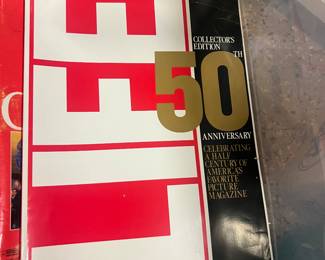 LIFE
COLLECTOR'S
EDITION
50TH
ANNIVERSARY
CELEBRATING
A HALF
CENTURY OF
AMERICA'S
FAVORITE
PICTURE
MAGAZINE